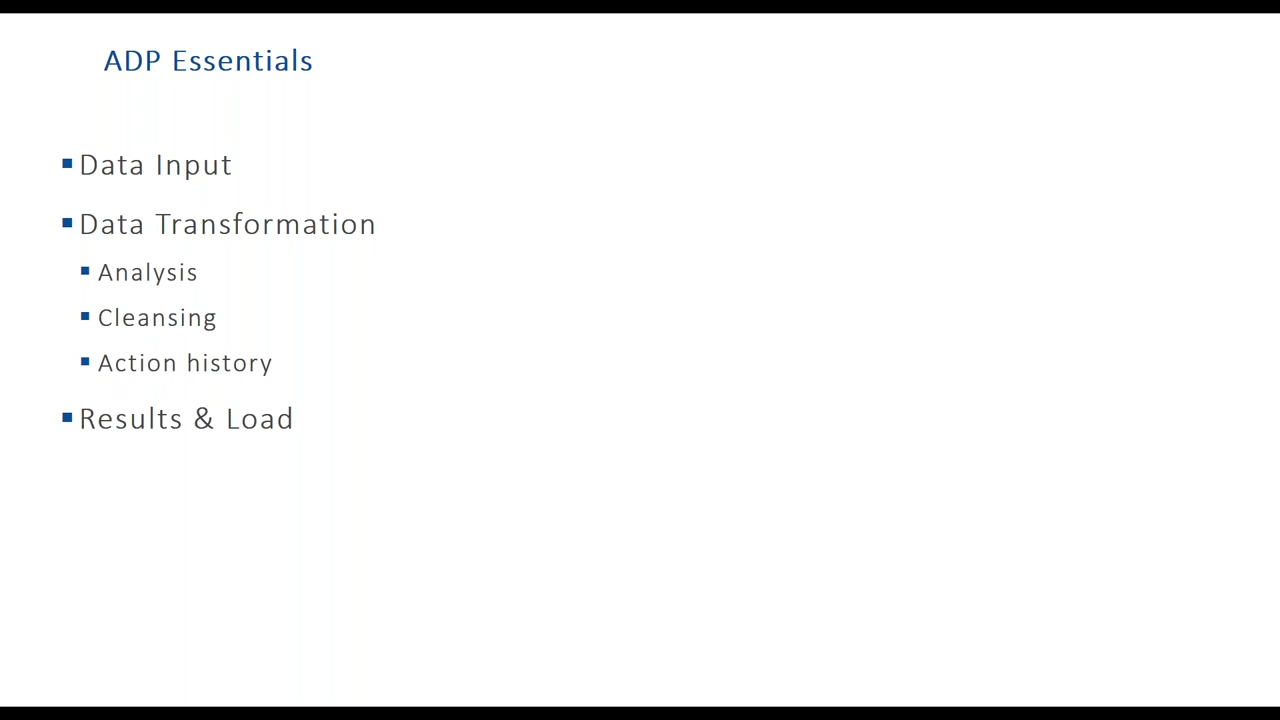 ADP Essentials
Data Input
Data Transformation
Analysis
Cleansing
Action history
Results & Load